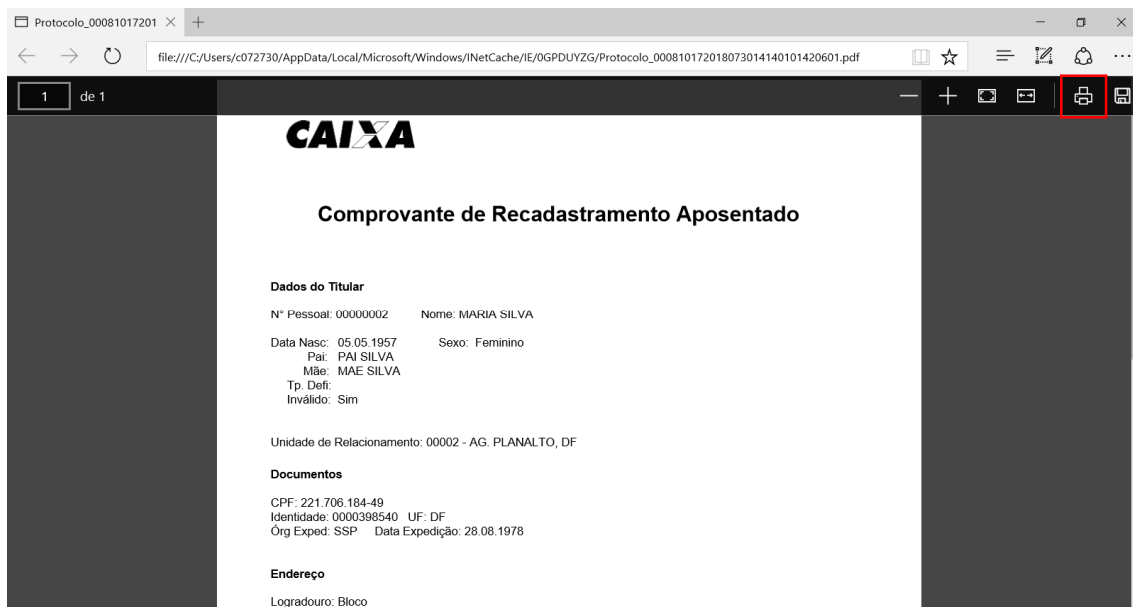 Protocolo_00081017201
file:///C:/Users/c072730/AppData/Local/Microsoft/Windows/INetCache/IE/0GPDUYZG/Protocolo_000810172018073014140101420601.pdf
1 de 1
CAIXA
Comprovante de Recadastramento Aposentado
Dados do Titular
N° Pessoal: 00000002 Nome: MARIA SILVA
Data Nasc: 05.05.1957 Sexo: Feminino
Pai: PAI SILVA
Mãe: MAE SILVA
Tp. Defi:
Inválido: Sim
Unidade de Relacionamento: 00002 - AG. PLANALTO, DF
Documentos
CPF: 221.706.184-49
Identidade: 0000398540 UF: DF
Órg Exped: SSP Data Expedição: 28.08.1978
Endereço
Logradouro: Bloco